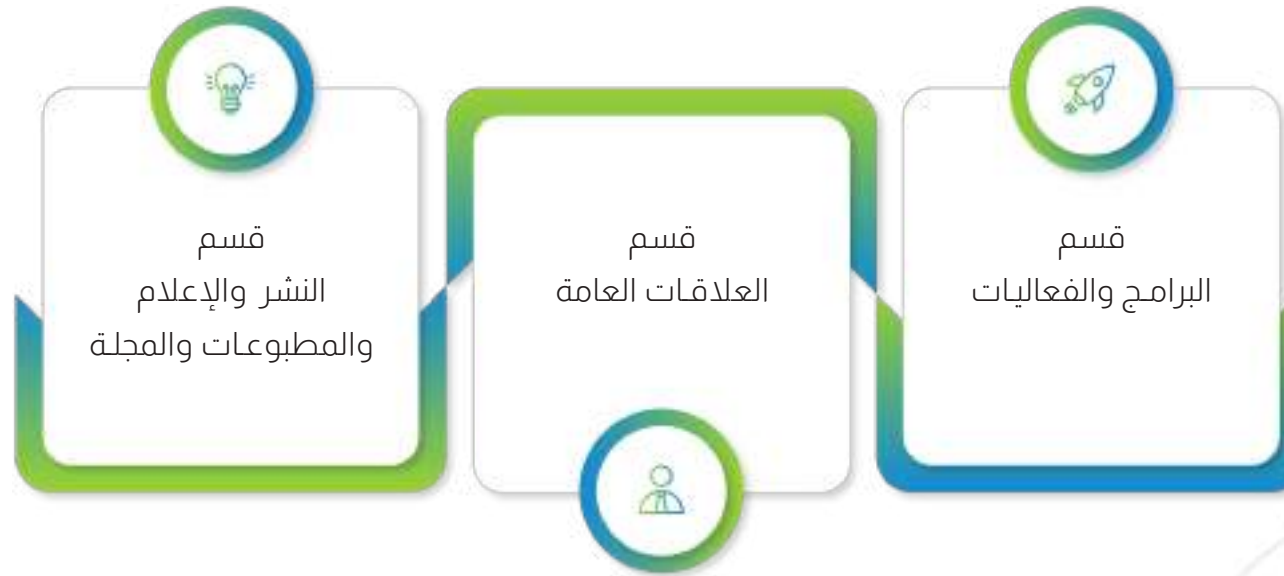 قسم
البرامج والفعاليات
قسم
العلاقات العامة
قسم
النشر والإعلام
والمطبوعات والمجلة